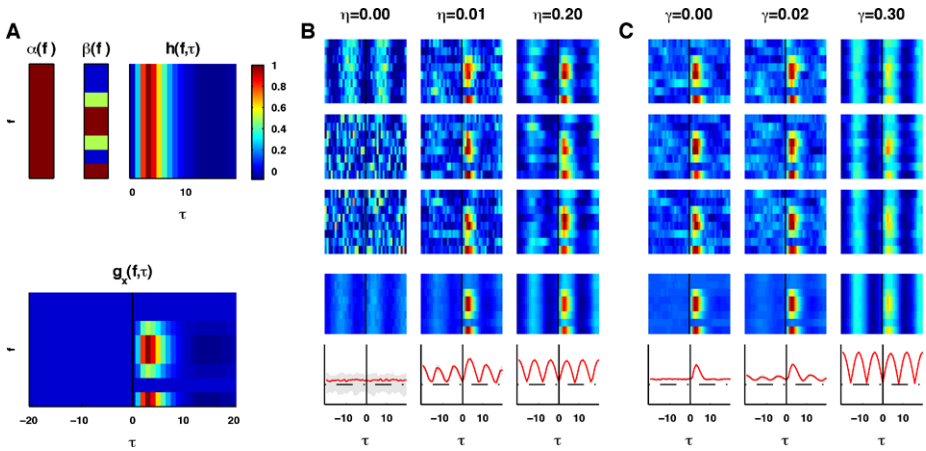 A
α(f ) β(f ) h(f,τ)
f
1
0.8
0.6
0.4
0.2
0
0 10
τ
g_x(f,τ)
f
−20 −10 0 10 20
τ
B
η=0.00 η=0.01 η=0.20
−10 0 10 −10 0 10 −10 0 10
τ τ τ
C
γ=0.00 γ=0.02 γ=0.30
−10 0 10 −10 0 10 −10 0 10
τ τ τ